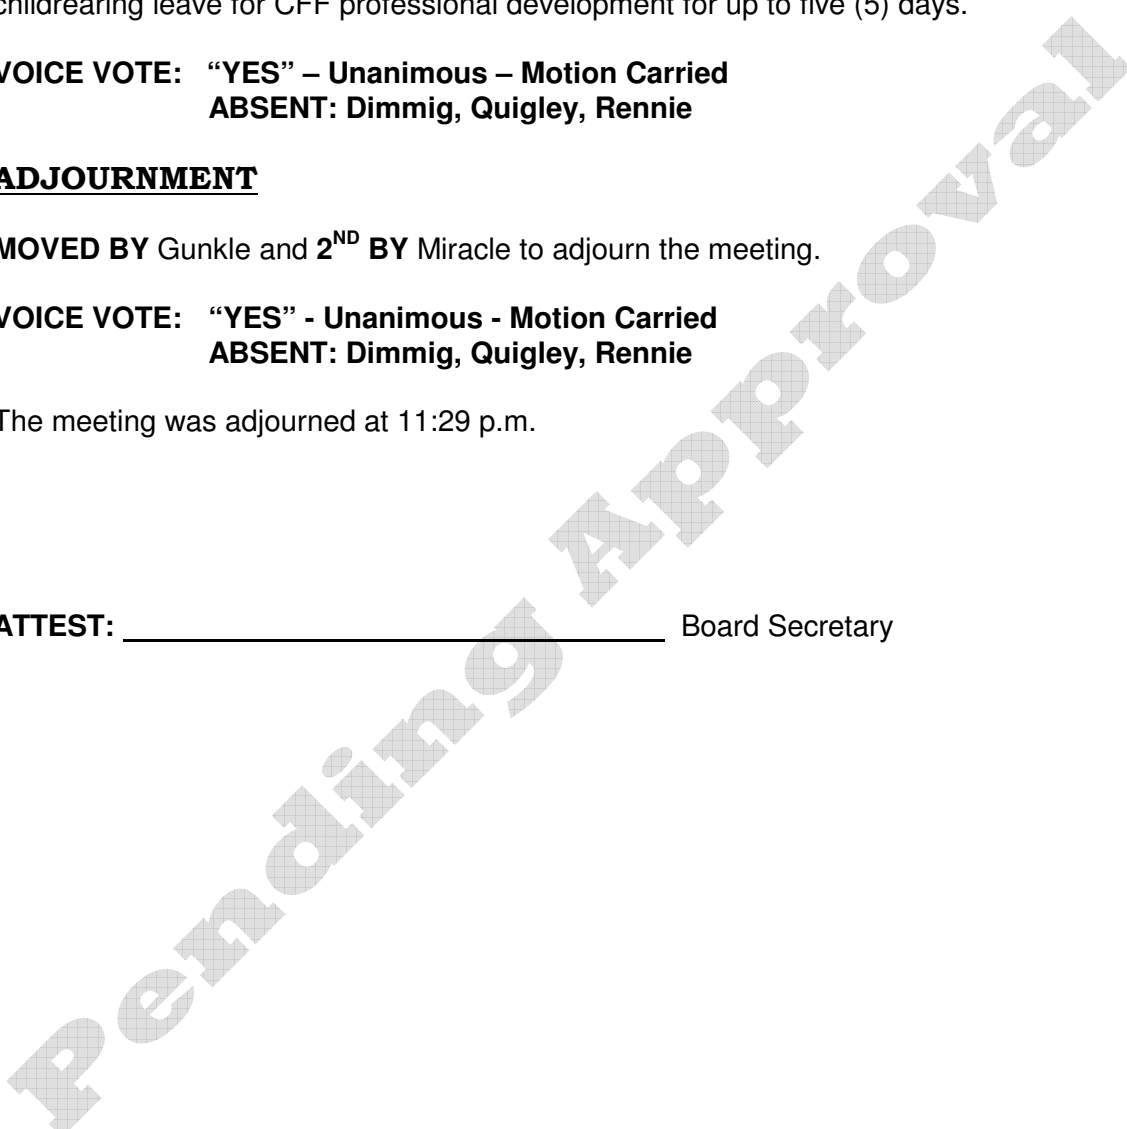 childrearing leave for CFF professional development for up to five (5) days.
VOICE VOTE: “YES” – Unanimous – Motion Carried
ABSENT: Dimmig, Quigley, Rennie
ADJOURNMENT
MOVED BY Gunkle and 2ND BY Miracle to adjourn the meeting.
VOICE VOTE: “YES” - Unanimous - Motion Carried
ABSENT: Dimmig, Quigley, Rennie
The meeting was adjourned at 11:29 p.m.
ATTEST: Board Secretary
Pending Approval